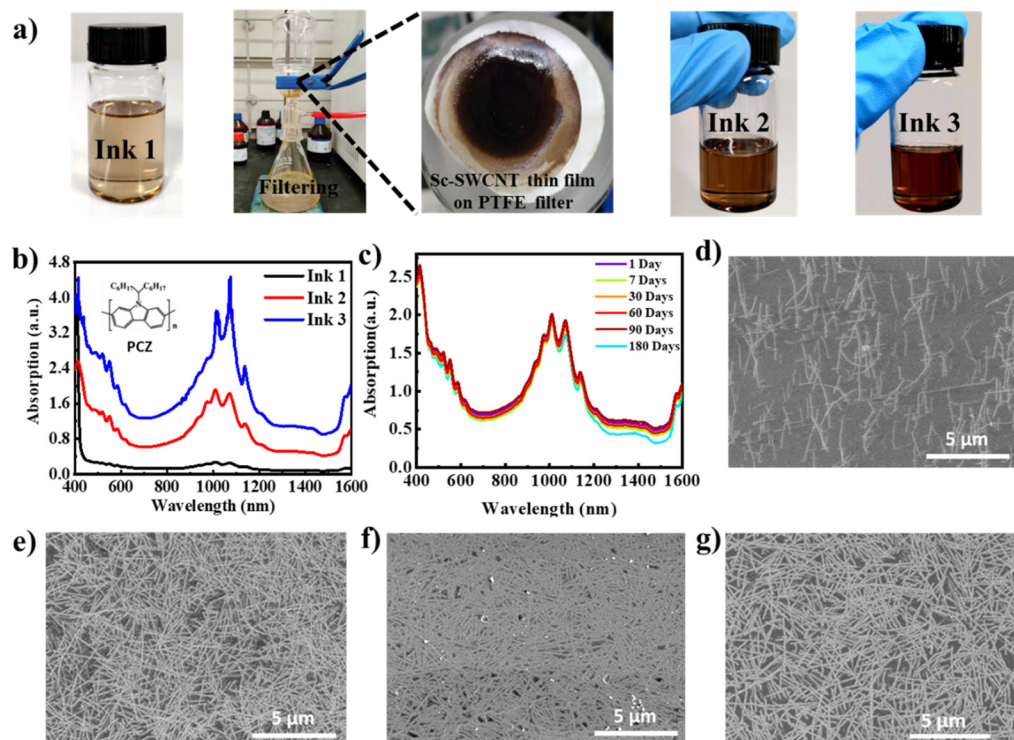 a)
Ink 1
Filtering
Sc-SWCNT thin film
on PTFE filter
Ink 2
Ink 3
b)
Absorption (a.u.)
4.8
4.0
3.2
2.4
1.6
0.8
0.0
400 600 800 1000 1200 1400 1600
Wavelength (nm)
C₈H₁₇ C₈H₁₇
N
n
PCZ
Ink 1
Ink 2
Ink 3
c)
Absorption(a.u.)
2.5
2.0
1.5
1.0
0.5
0.0
400 600 800 1000 1200 1400 1600
Wavelength (nm)
1 Day
7 Days
30 Days
60 Days
90 Days
180 Days
d)
5 μm
e)
5 μm
f)
5 μm
g)
5 μm